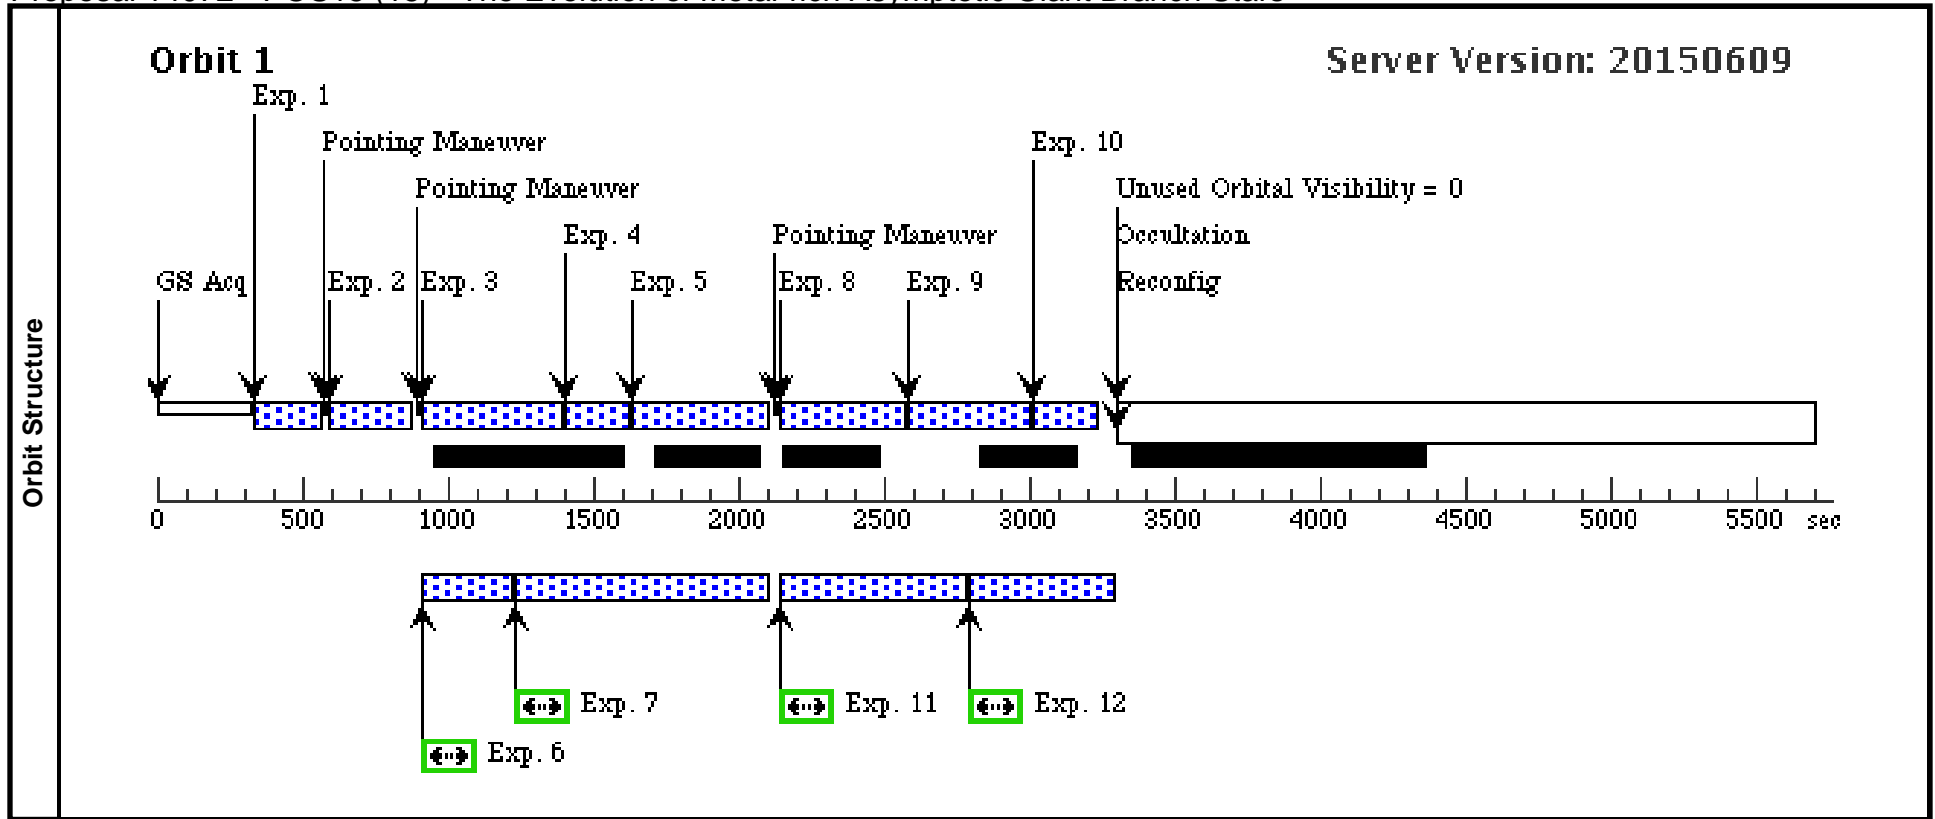 Orbit 1
Server Version: 20150609
Exp. 1
Pointing Maneuver
Exp. 10
Pointing Maneuver
Unused Orbital Visibility = 0
Exp. 4
Pointing Maneuver
Occultation
GS Acq
Exp. 2
Exp. 3
Exp. 5
Exp. 8
Exp. 9
Reconfig
Orbit Structure
0 500 1000 1500 2000 2500 3000 3500 4000 4500 5000 5500 sec
Exp. 7
Exp. 11
Exp. 12
Exp. 6